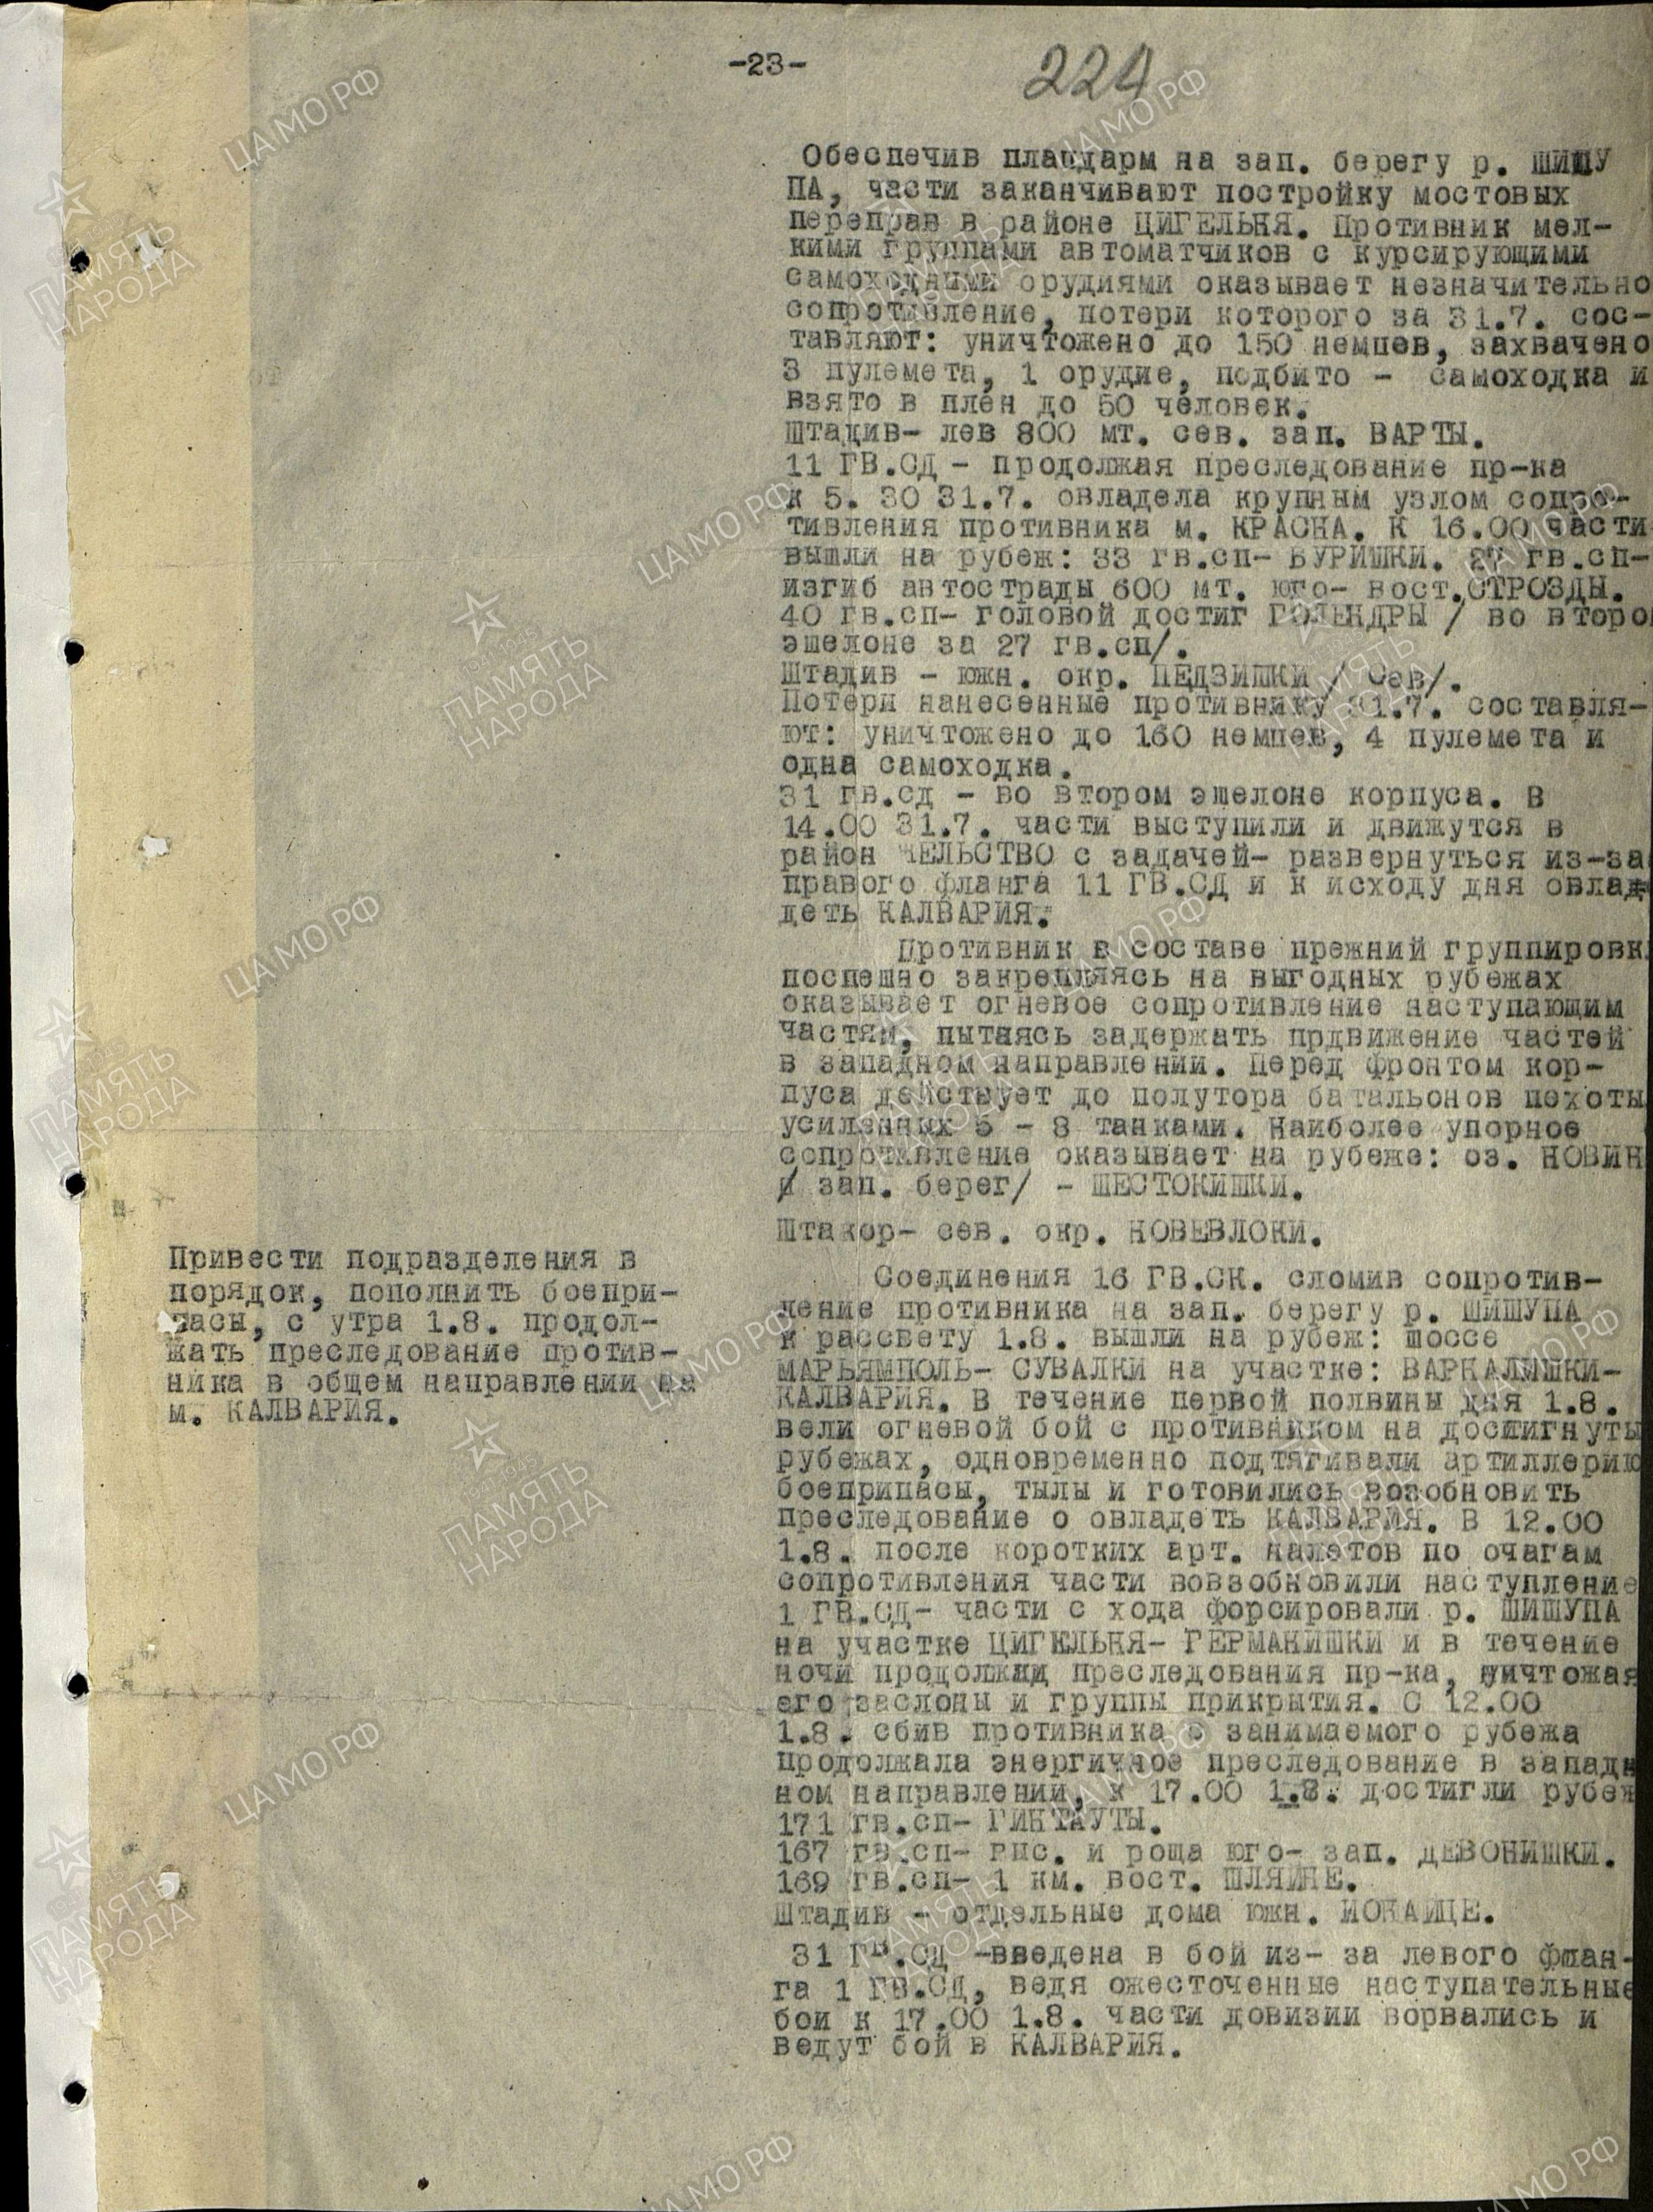 -23-
224
Обеспечив плацдарм на зап. берегу р. ШИШУ
ПА, части заканчивают постройку мостовых
переправ в районе ЦИГЕЛЬНЯ. Противник мел-
кими группами автоматчиков с курсирующими
самоходными орудиями оказывает незначительно
сопротивление, потери которого за 31.7. сос-
тавляют: уничтожено до 150 немцев, захвачено
3 пулемета, 1 орудие, подбито - самоходка и
взято в плен до 50 человек.
Штадив- лев 800 мт. сев. зап. ВАРТЫ.
11 ГВ.СД - продолжая преследование пр-ка
к 5. 30 31.7. овладела крупным узлом сопро-
тивления противника м. КРАСНА. К 16.00 части
вышли на рубеж: 33 гв.сп- БУРИШКИ. 27 гв.сп-
изгиб автострады 600 мт. юго- вост.СТРОЗДЫ.
40 гв.сп- головой достиг ГОЛЕНДРЫ / во второ
эшелоне за 27 гв.сп/.
Штадив - южн. окр. ПЕДЗИШКИ / Сев/.
Потери нанесенные противнику 31.7. составля-
ют: уничтожено до 160 немцев, 4 пулемета и
одна самоходка.
31 гв.сд - во втором эшелоне корпуса. В
14.00 31.7. части выступили и движутся в
район ЧЕЛЬСТВО с задачей- развернуться из-за
правого фланга 11 ГВ.СД и к исходу дня овла
деть КАЛВАРИЯ.
Противник в составе прежний группировк
поспешно закрепляясь на выгодных рубежах
оказывает огневое сопротивление наступающим
частям, пытаясь задержать прдвижение частей
в западном направлении. Перед фронтом кор-
пуса действует до полутора батальонов пехоты
усиленных 5 - 8 танками. Наиболее упорное
сопротивление оказывает на рубеже: оз. НОВИН
/ зап. берег/ - ШЕСТОКИШКИ.
Штакор- сев. окр. НОВЕВЛОКИ.
Привести подразделения в
порядок, пополнить боепри-
пасы, с утра 1.8. продол-
жать преследование против-
ника в общем направлении на
м. КАЛВАРИЯ.
Соединения 16 ГВ.СК. сломив сопротив-
ление противника на зап. берегу р. ШИШУПА
к рассвету 1.8. вышли на рубеж: шоссе
МАРЬЯМПОЛЬ- СУВАЛКИ на участке: ВАРКАЛИШКИ-
КАЛВАРИЯ. В течение первой полвины дня 1.8.
вели огневой бой с противником на достигнуты
рубежах, одновременно подтягивали артиллерию
боеприпасы, тылы и готовились возобновить
преследование о овладеть КАЛВАРИЯ. В 12.00
1.8. после коротких арт. налетов по очагам
сопротивления части вовзобновили наступление
1 ГВ.СД- части с хода форсировали р. ШИШУПА
на участке ЦИГЕЛЬНЯ- ГЕРМАНИШКИ и в течение
ночи продолжали преследования пр-ка, уничтожая
его заслоны и группы прикрытия. С 12.00
1.8. сбив противника с занимаемого рубежа
продолжала энергичное преследование в западн
ном направлении, к 17.00 1.8. достигли рубеж
171 гв.сп- ГИНТАУТЫ.
167 гв.сп- выс. и роща юго- зап. ДЕВОНИШКИ.
169 гв.сп- 1 км. вост. ШЛЯИНЕ.
Штадив - отдельные дома южн. ИОКАИЦЕ.
31 ГВ.СД -введена в бой из- за левого флан-
га 1 ГВ.СД, ведя ожесточенные наступательные
бои к 17.00 1.8. части довизии ворвались и
ведут бой в КАЛВАРИЯ.